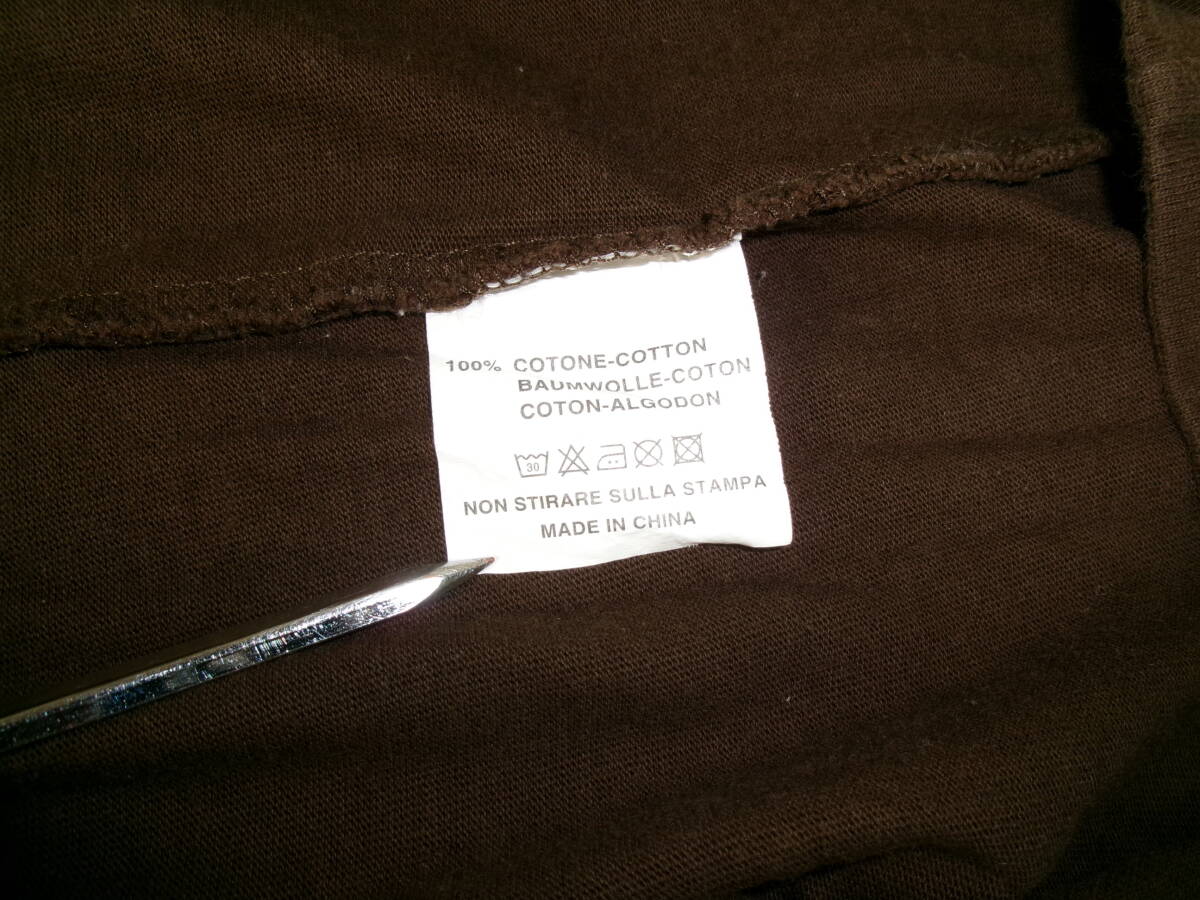 100% COTONE-COTTON
BAUMWOLLE-COTON
COTON-ALGODON
30
NON STIRARE SULLA STAMPA
MADE IN CHINA